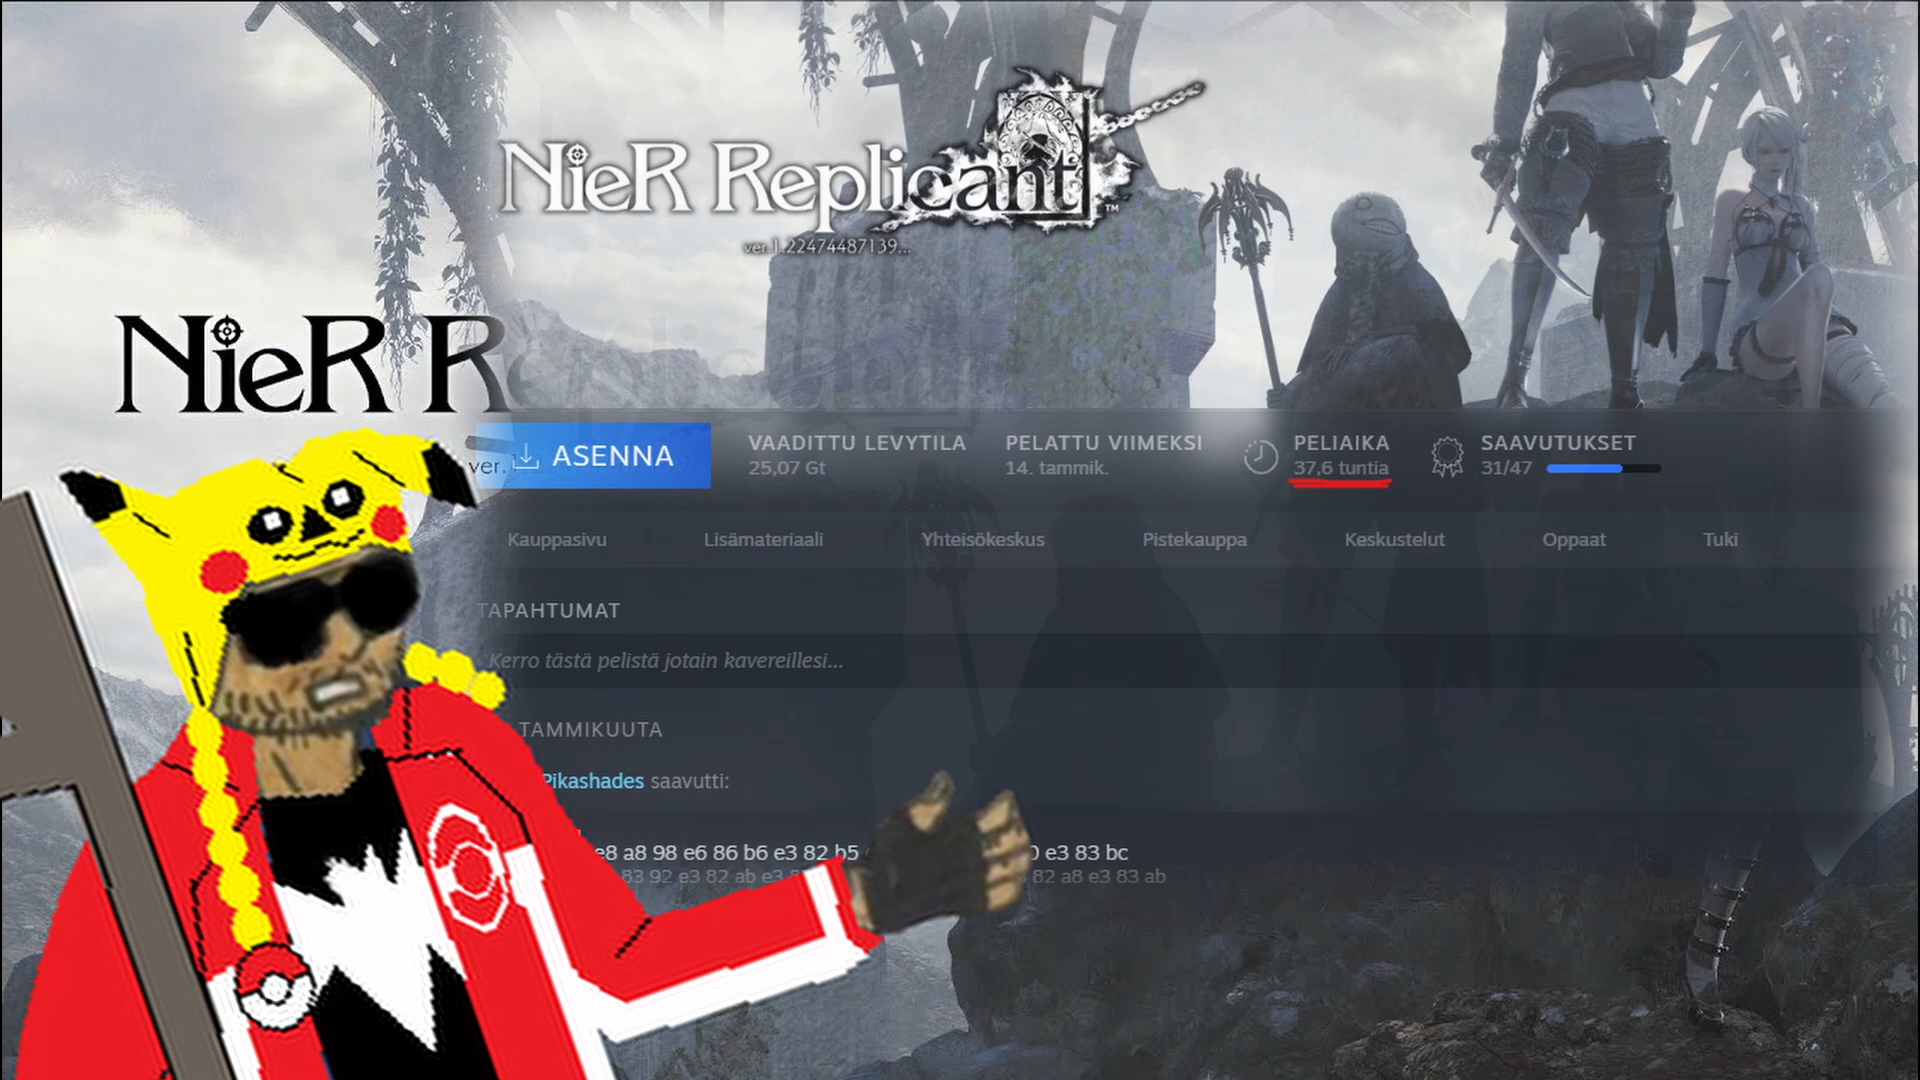 NieR Replicant™
ver.1.22474487139...
NieR Replicant
ver.1
ASENNA
VAADITTU LEVYTILA
25,07 Gt
PELATTU VIIMEKSI
14. tammik.
PELIAIKA
37,6 tuntia
SAAVUTUKSET
31/47
Kauppasivu Lisämateriaali Yhteisökeskus Pistekauppa Keskustelut Oppaat Tuki
TAPAHTUMAT
Kerro tästä pelistä jotain kavereillesi...
TAMMIKUUTA
Pikashades saavutti:
e8 a8 98 e6 86 b6 e3 82 b5 e3 83 bc
83 92 e3 82 ab 82 a8 e3 83 ab